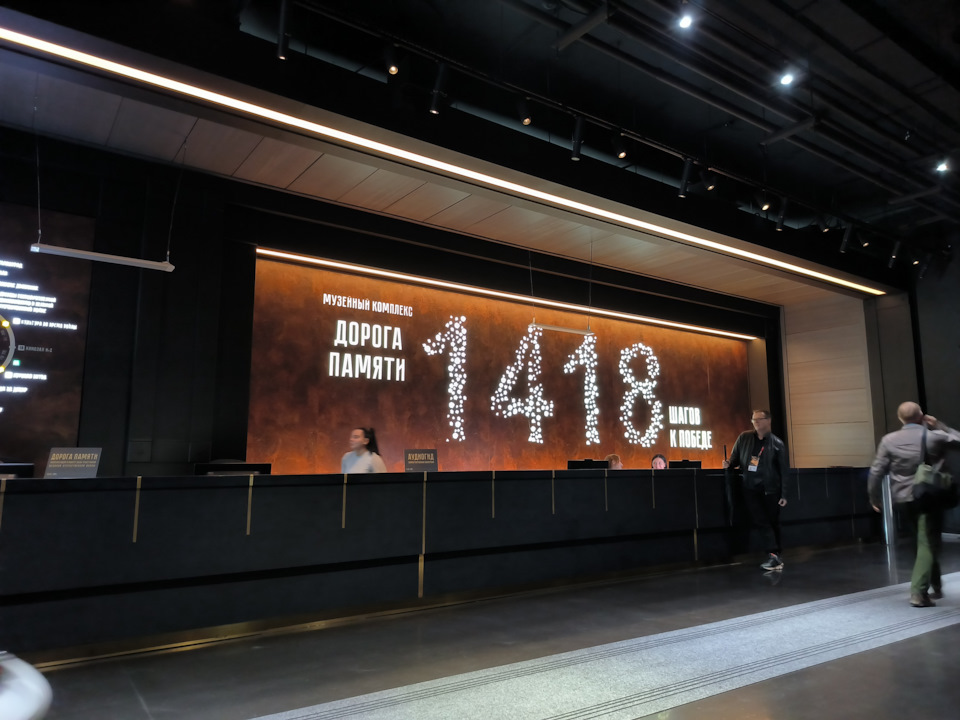 МУЗЕЙНЫЙ КОМПЛЕКС
ДОРОГА
ПАМЯТИ
1418
ШАГОВ
К ПОБЕДЕ
ДОРОГА ПАМЯТИ
АУДИОГИД